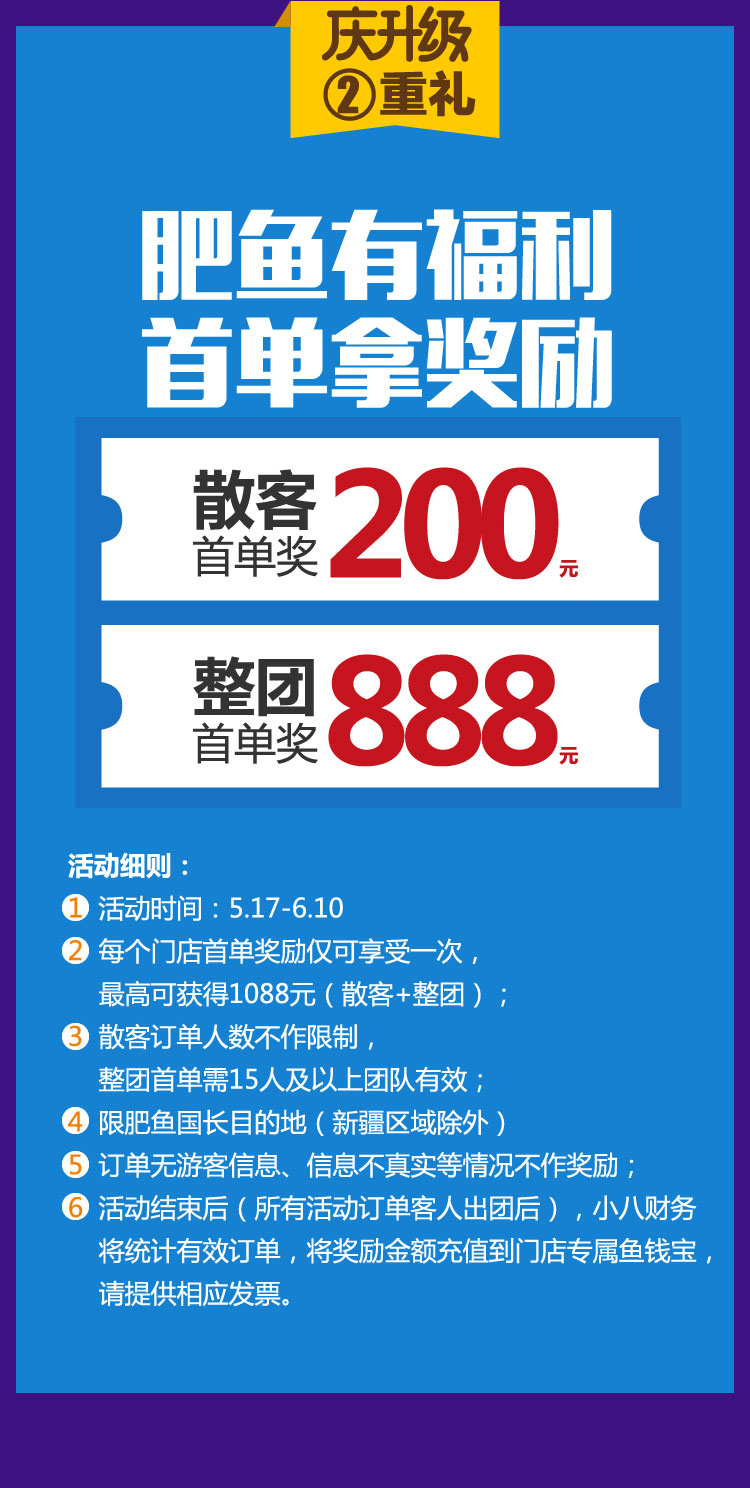 庆升级
②重礼
肥鱼有福利
首单拿奖励
散客
首单奖
200元
整团
首单奖
888元
活动细则：
① 活动时间：5.17-6.10
② 每个门店首单奖励仅可享受一次，
最高可获得1088元（散客+整团）；
③ 散客订单人数不作限制，
整团首单需15人及以上团队有效；
④ 限肥鱼国长目的地（新疆区域除外）
⑤ 订单无游客信息、信息不真实等情况不作奖励；
⑥ 活动结束后（所有活动订单客人出团后），小八财务
将统计有效订单，将奖励金额充值到门店专属鱼钱宝，
请提供相应发票。